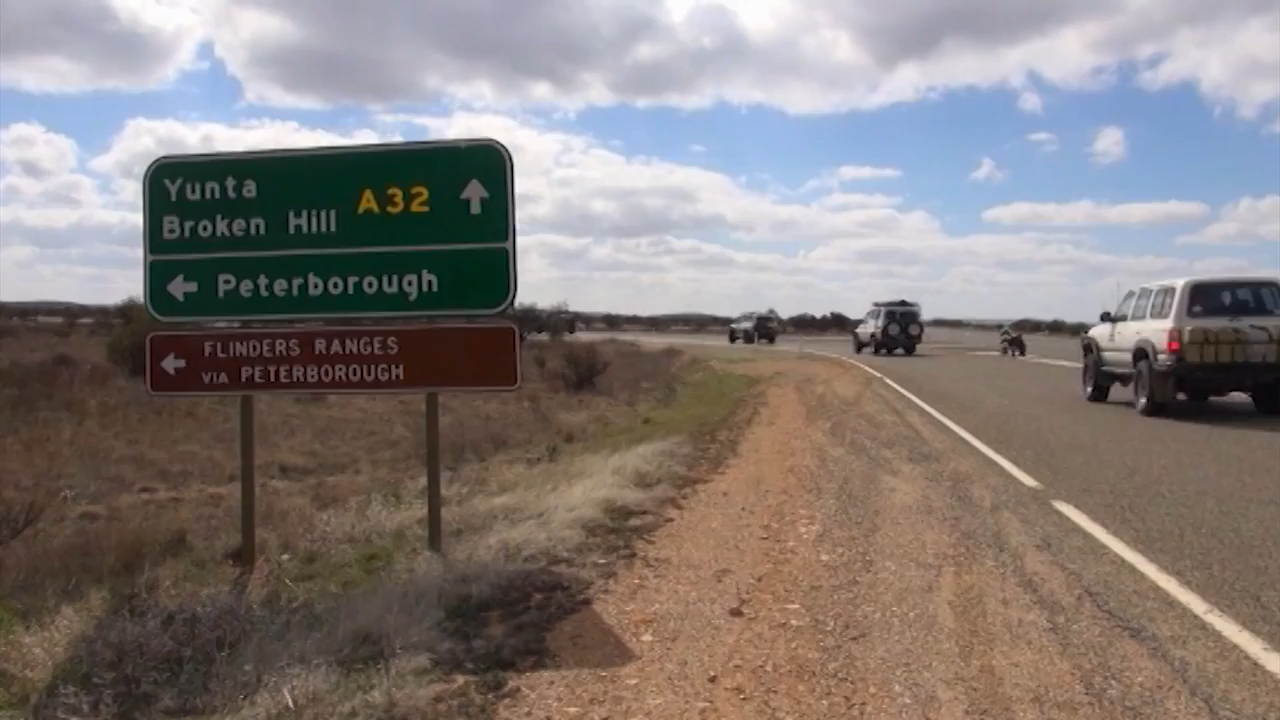 Yunta
Broken Hill A32
Peterborough
FLINDERS RANGES
VIA PETERBOROUGH